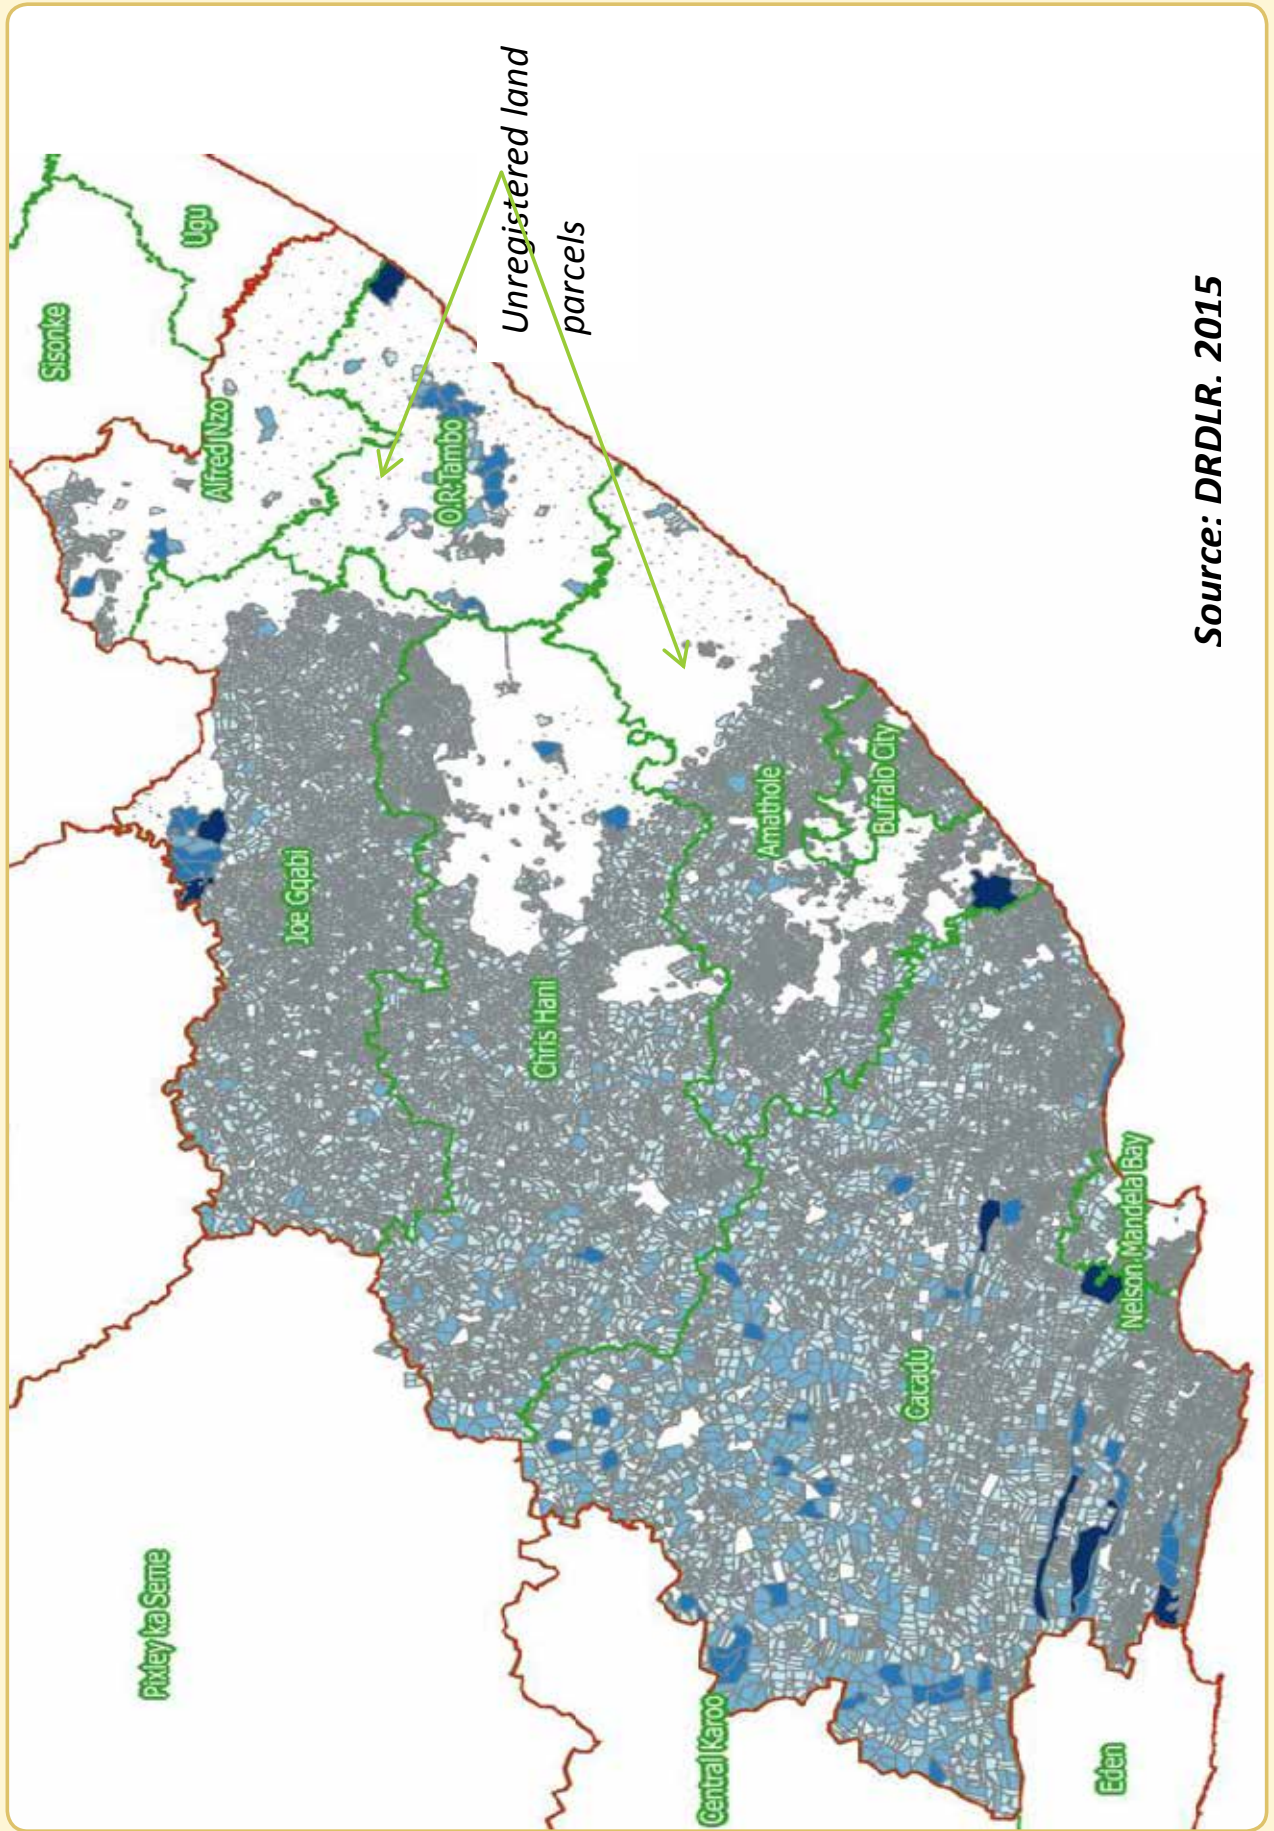 Sisonke
Ugu
Alfred Nzo
O.R.Tambo
Unregistered land
parcels
Joe Gqabi
Chris Hani
Amathole
Buffalo City
Pixley ka Seme
Cacadu
Nelson Mandela Bay
Central Karoo
Eden
Source: DRDLR. 2015